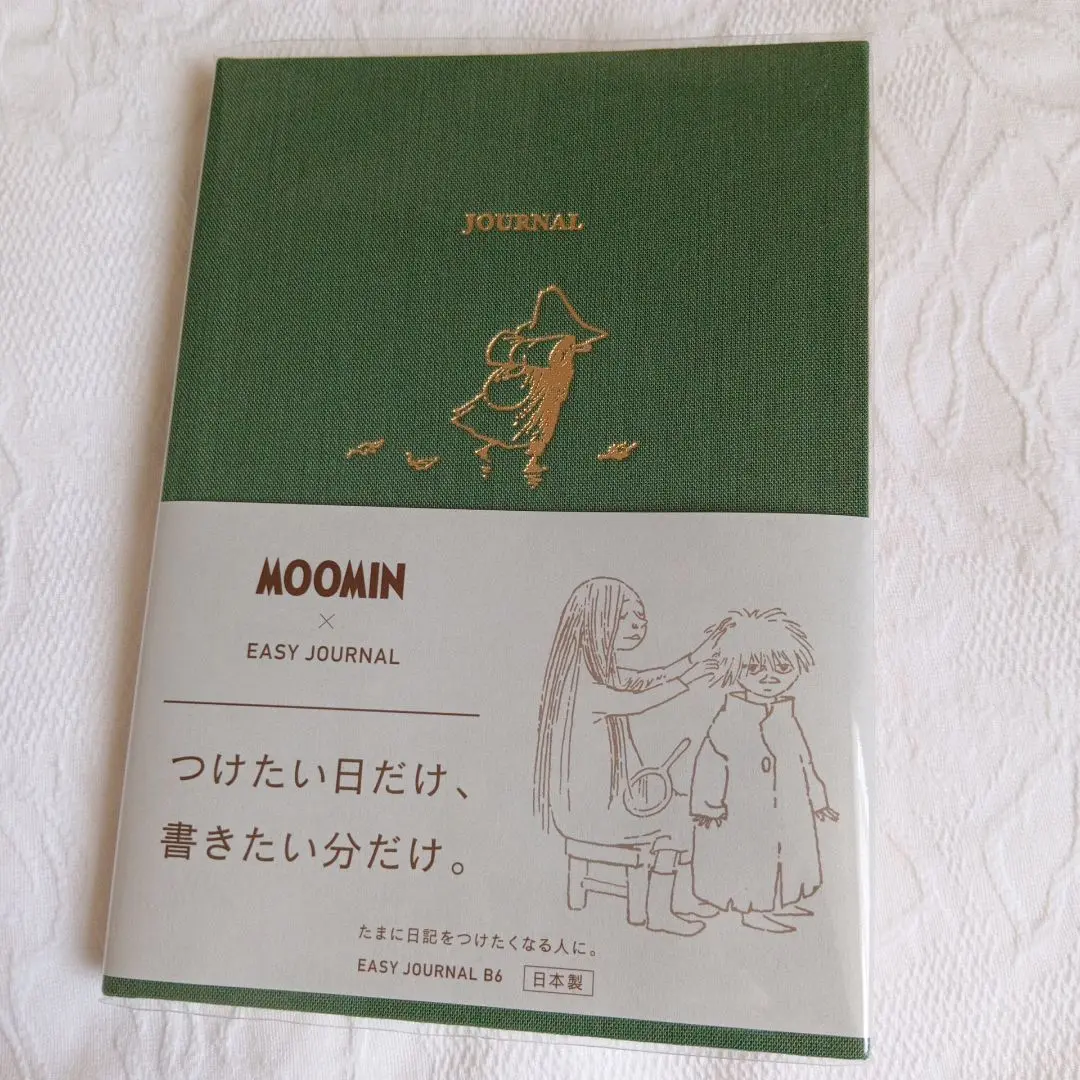 JOURNAL
MOOMIN
×
EASY JOURNAL
つけたい日だけ、
書きたい分だけ。
たまに日記をつけたくなる人に。
EASY JOURNAL B6 日本製